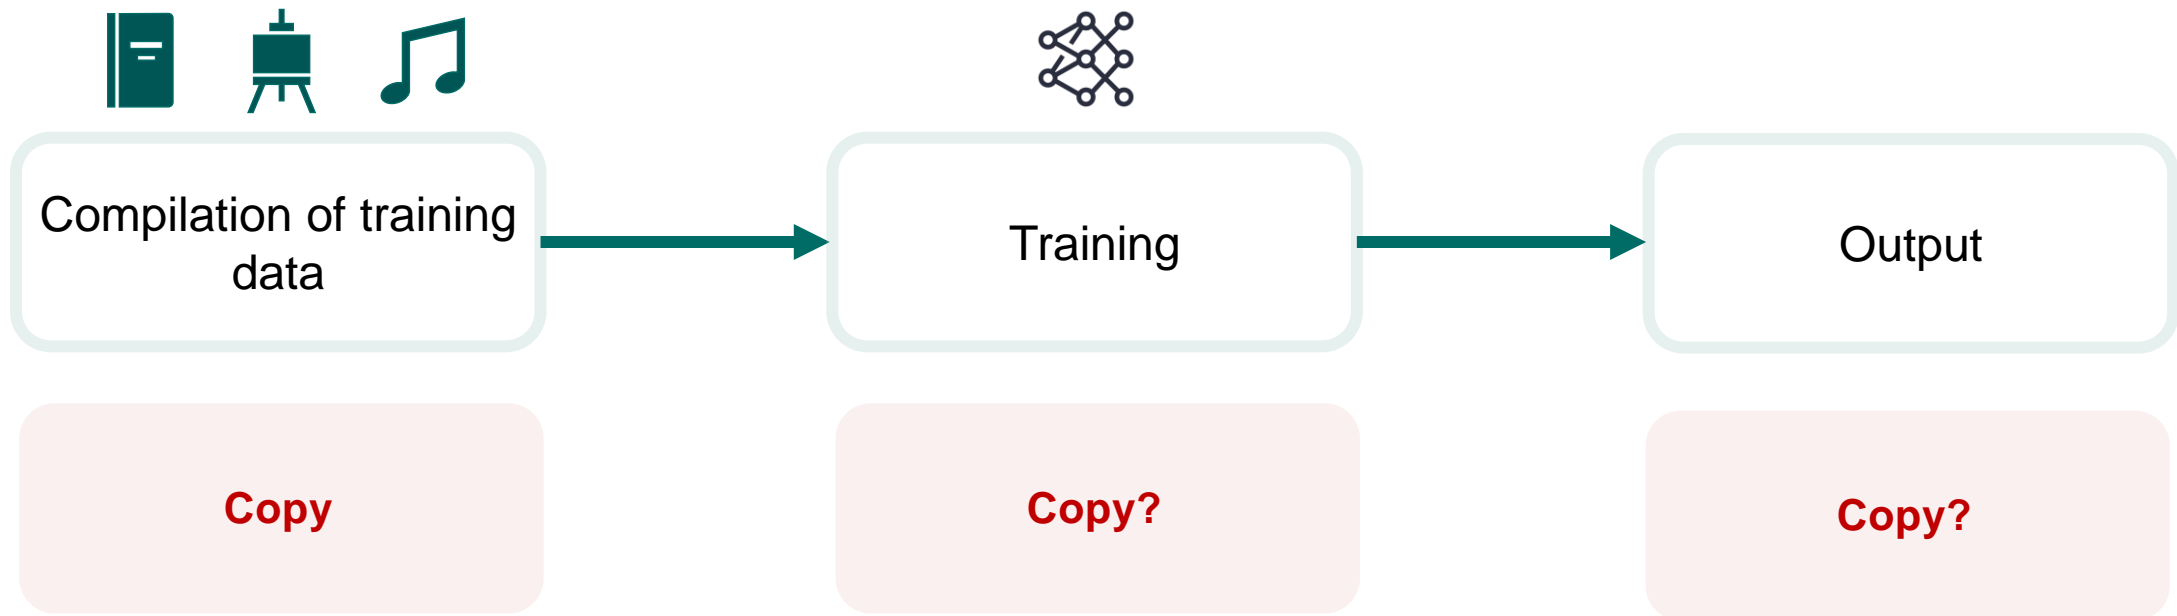 Compilation of training
data
Training
Output
Copy
Copy?
Copy?